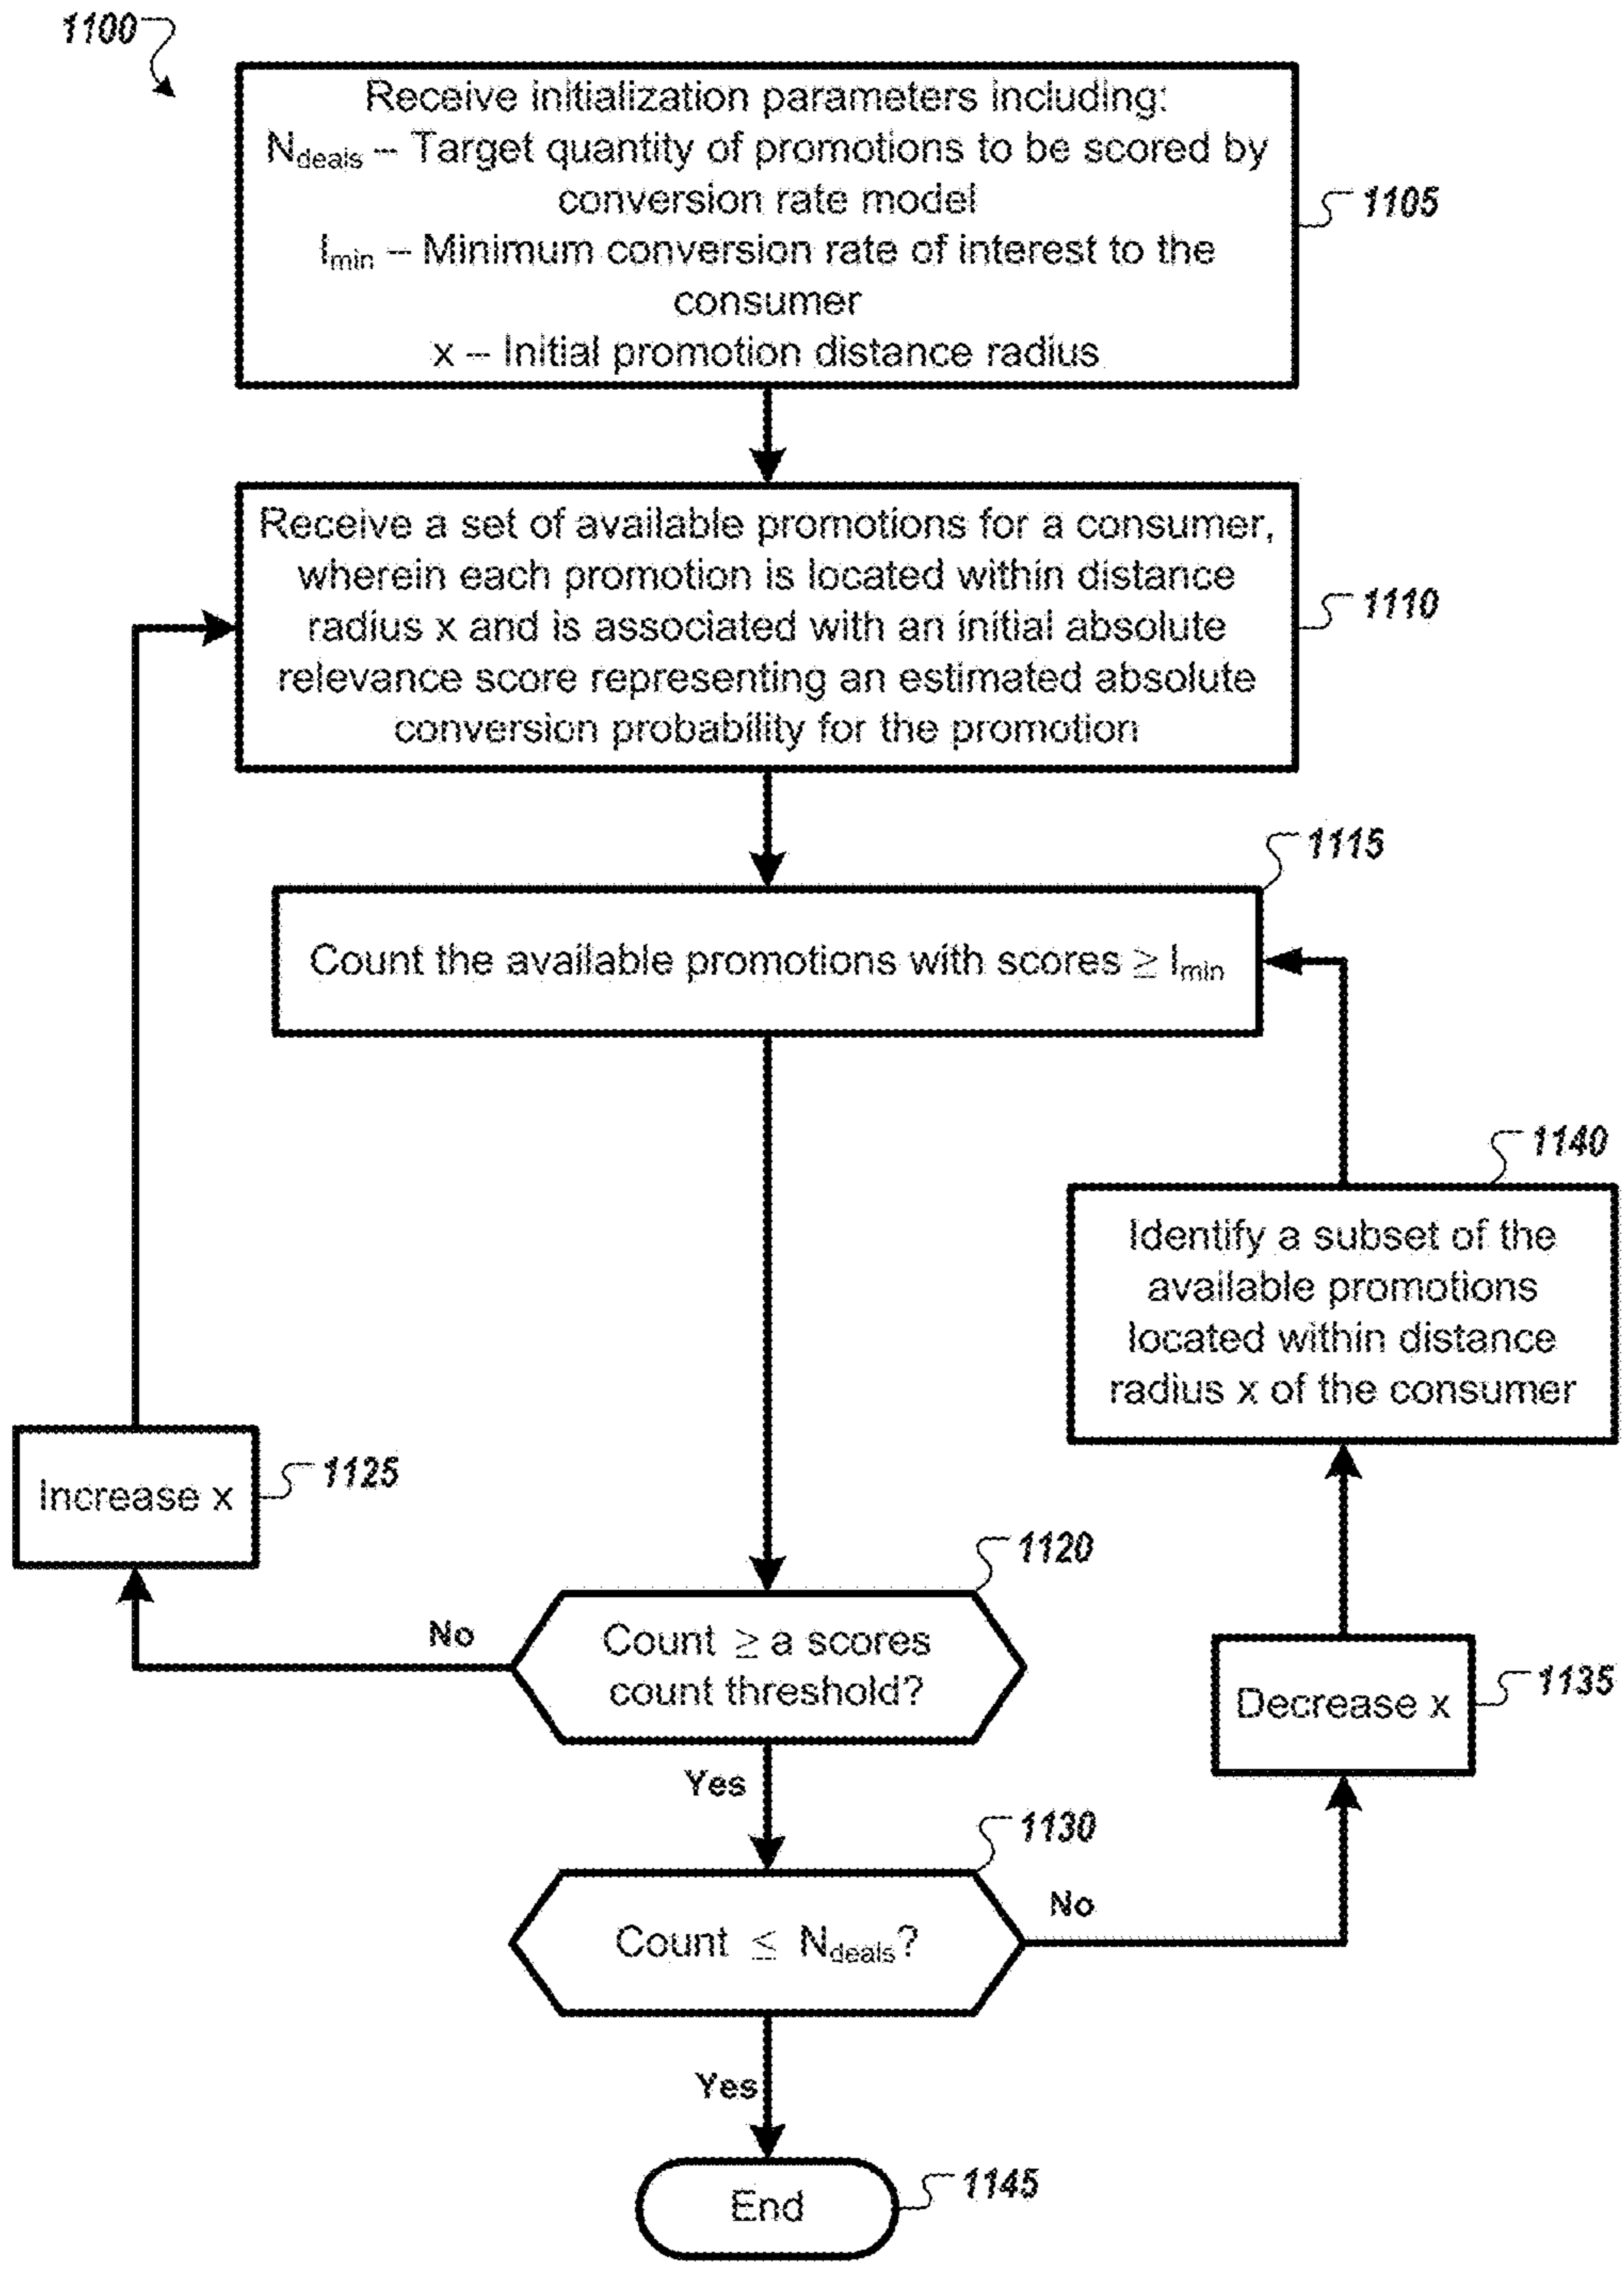 1100
Receive initialization parameters including:
N_deals – Target quantity of promotions to be scored by
conversion rate model
I_min – Minimum conversion rate of interest to the
consumer
x – Initial promotion distance radius
1105
Receive a set of available promotions for a consumer,
wherein each promotion is located within distance
radius x and is associated with an initial absolute
relevance score representing an estimated absolute
conversion probability for the promotion
1110
1115
Count the available promotions with scores ≥ I_min
1140
Identify a subset of the
available promotions
located within distance
radius x of the consumer
Increase x
1125
1120
No
Count ≥ a scores
count threshold?
Decrease x
1135
Yes
1130
No
Count ≤ N_deals?
Yes
End
1145